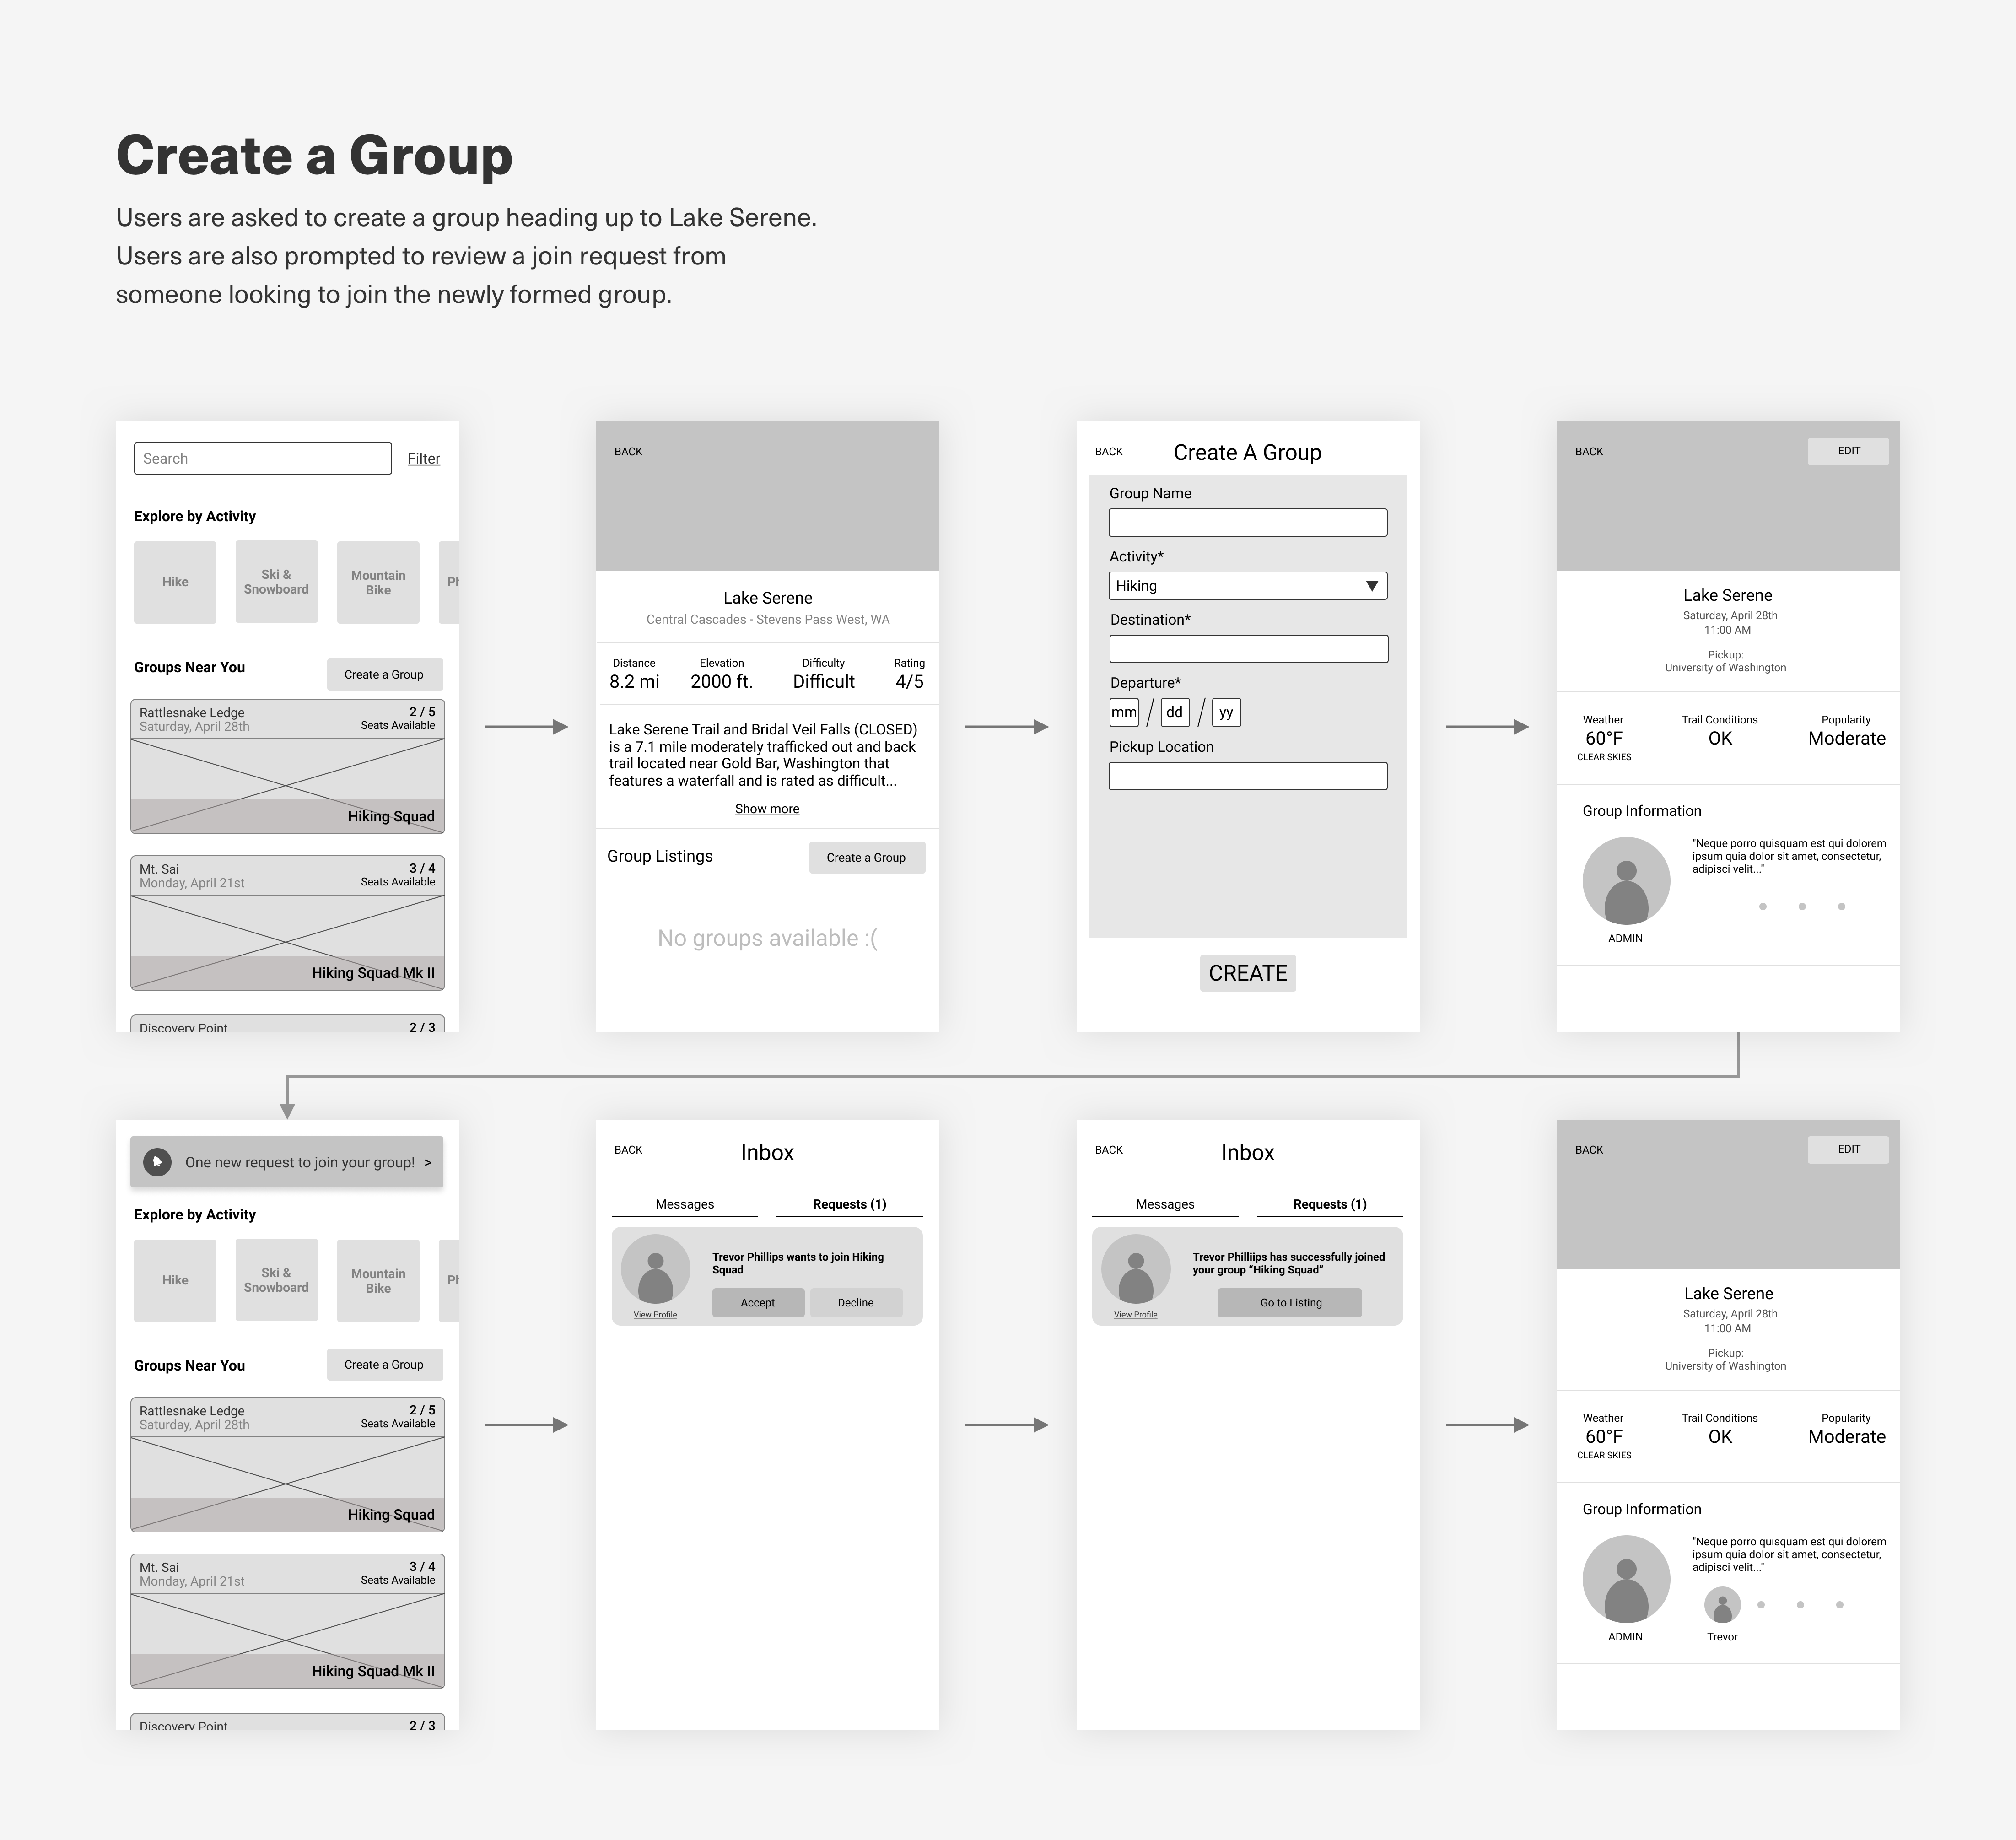 Create a Group
Users are asked to create a group heading up to Lake Serene.
Users are also prompted to review a join request from
someone looking to join the newly formed group.
Search
Filter
Explore by Activity
Hike
Ski &
Snowboard
Mountain
Bike
Ph
Groups Near You
Create a Group
Rattlesnake Ledge
2 / 5
Saturday, April 28th
Seats Available
Hiking Squad
Mt. Sai
3 / 4
Monday, April 21st
Seats Available
Hiking Squad Mk II
Discovery Point
2 / 3
BACK
Lake Serene
Central Cascades - Stevens Pass West, WA
Distance
8.2 mi
Elevation
2000 ft.
Difficulty
Difficult
Rating
4/5
Lake Serene Trail and Bridal Veil Falls (CLOSED)
is a 7.1 mile moderately trafficked out and back
trail located near Gold Bar, Washington that
features a waterfall and is rated as difficult...
Show more
Group Listings
Create a Group
No groups available :(
BACK
Create A Group
Group Name
Activity*
Hiking
Destination*
Departure*
mm / dd / yy
Pickup Location
CREATE
BACK
EDIT
Lake Serene
Saturday, April 28th
11:00 AM
Pickup:
University of Washington
Weather
60°F
CLEAR SKIES
Trail Conditions
OK
Popularity
Moderate
Group Information
"Neque porro quisquam est qui dolorem
ipsum quia dolor sit amet, consectetur,
adipisci velit..."
ADMIN
One new request to join your group! >
Explore by Activity
Hike
Ski &
Snowboard
Mountain
Bike
Ph
Groups Near You
Create a Group
Rattlesnake Ledge
2 / 5
Saturday, April 28th
Seats Available
Hiking Squad
Mt. Sai
3 / 4
Monday, April 21st
Seats Available
Hiking Squad Mk II
Discovery Point
2 / 3
BACK
Inbox
Messages
Requests (1)
Trevor Phillips wants to join Hiking
Squad
Accept
Decline
View Profile
BACK
Inbox
Messages
Requests (1)
Trevor Philliips has successfully joined
your group “Hiking Squad”
Go to Listing
View Profile
BACK
EDIT
Lake Serene
Saturday, April 28th
11:00 AM
Pickup:
University of Washington
Weather
60°F
CLEAR SKIES
Trail Conditions
OK
Popularity
Moderate
Group Information
"Neque porro quisquam est qui dolorem
ipsum quia dolor sit amet, consectetur,
adipisci velit..."
ADMIN
Trevor